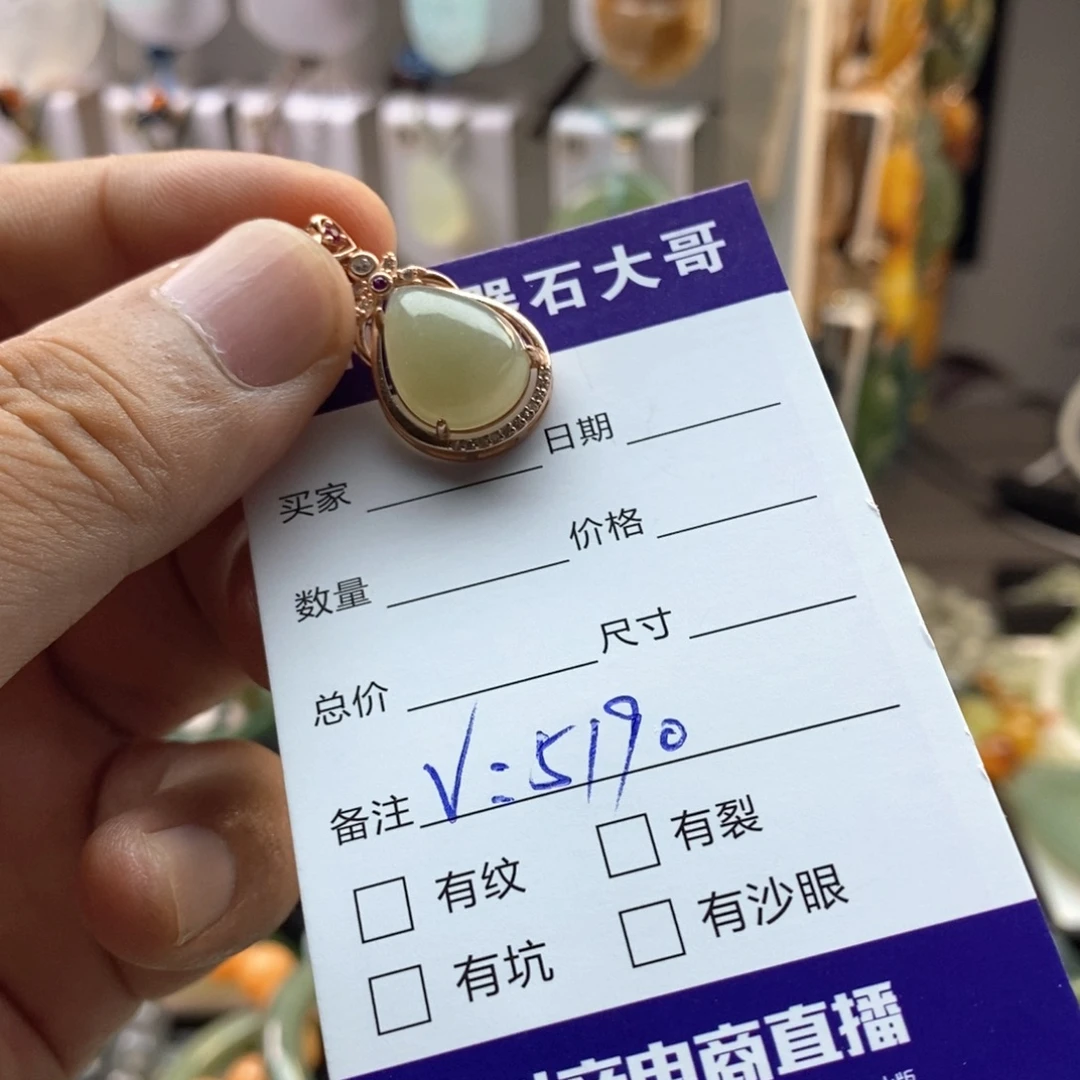 石大哥
买家 日期
数量 价格
总价 尺寸
备注 V:5190
有纹 有裂
有坑 有沙眼
电商直播